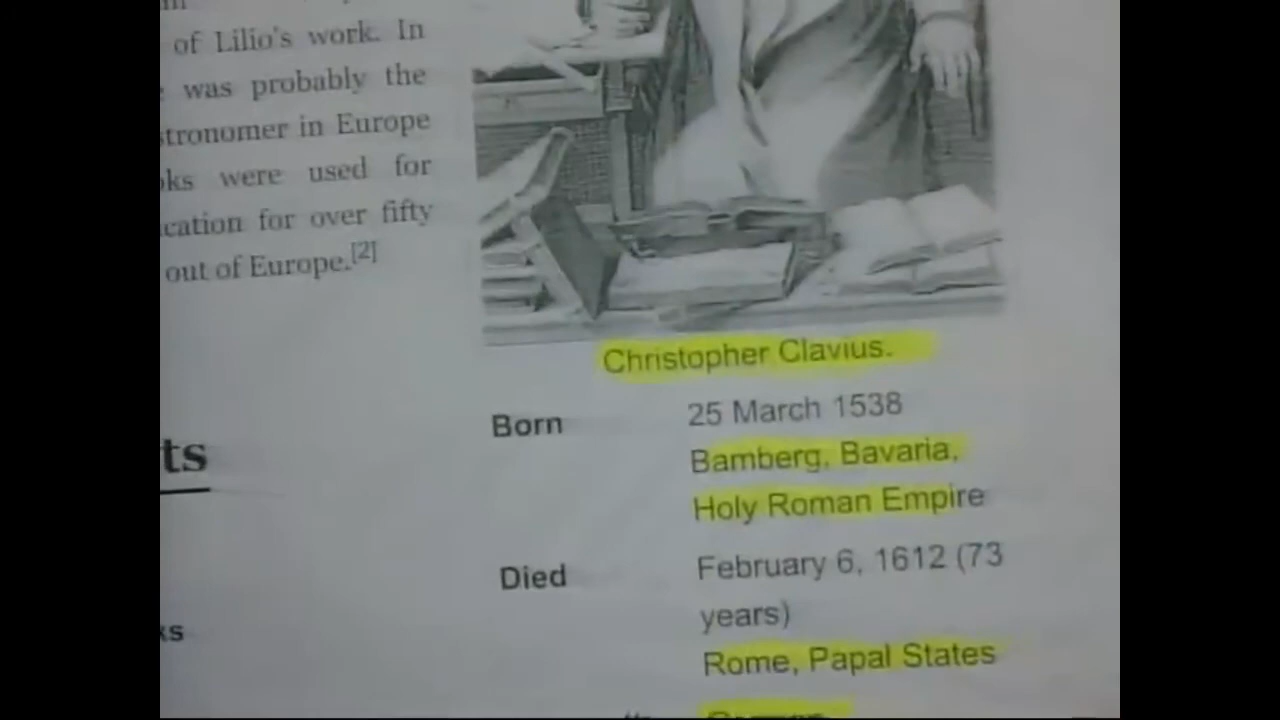 of Lilio's work. In
was probably the
stronomer in Europe
ks were used for
cation for over fifty
out of Europe.[2]
Christopher Clavius.
Born 25 March 1538
Bamberg, Bavaria,
Holy Roman Empire
ts
Died February 6, 1612 (73
years)
ks
Rome, Papal States